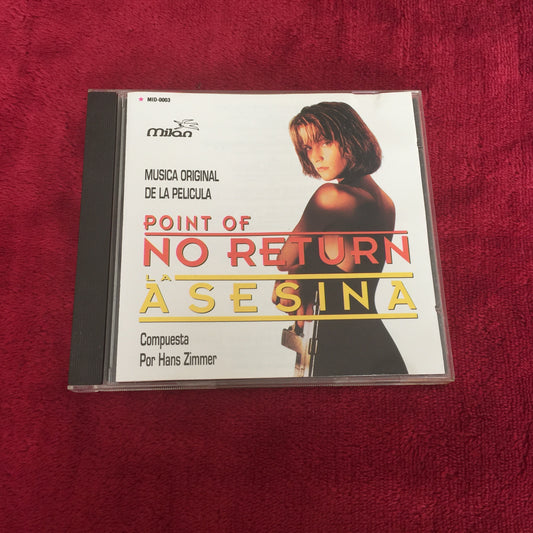 ★ MID-0003
milan
MUSICA ORIGINAL
DE LA PELICULA
POINT OF
NO RETURN
LA
ASESINA
Compuesta
Por Hans Zimmer